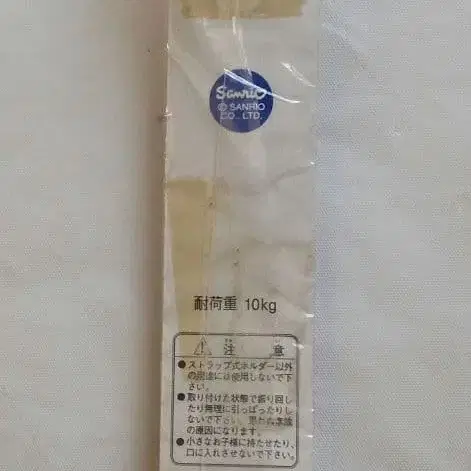 Sanrio
© SANRIO
CO., LTD.
耐荷重 10kg
⚠ 注意
●ストラップ式ホルダー以外
の用途には使用しないで下
さい。
●取り付けた状態で振り回し
たり無理に引っぱったりし
ないで下さい。思わぬ事故
の原因になります。
●小さなお子様に持たせたり、
口に入れさせないで下さい。